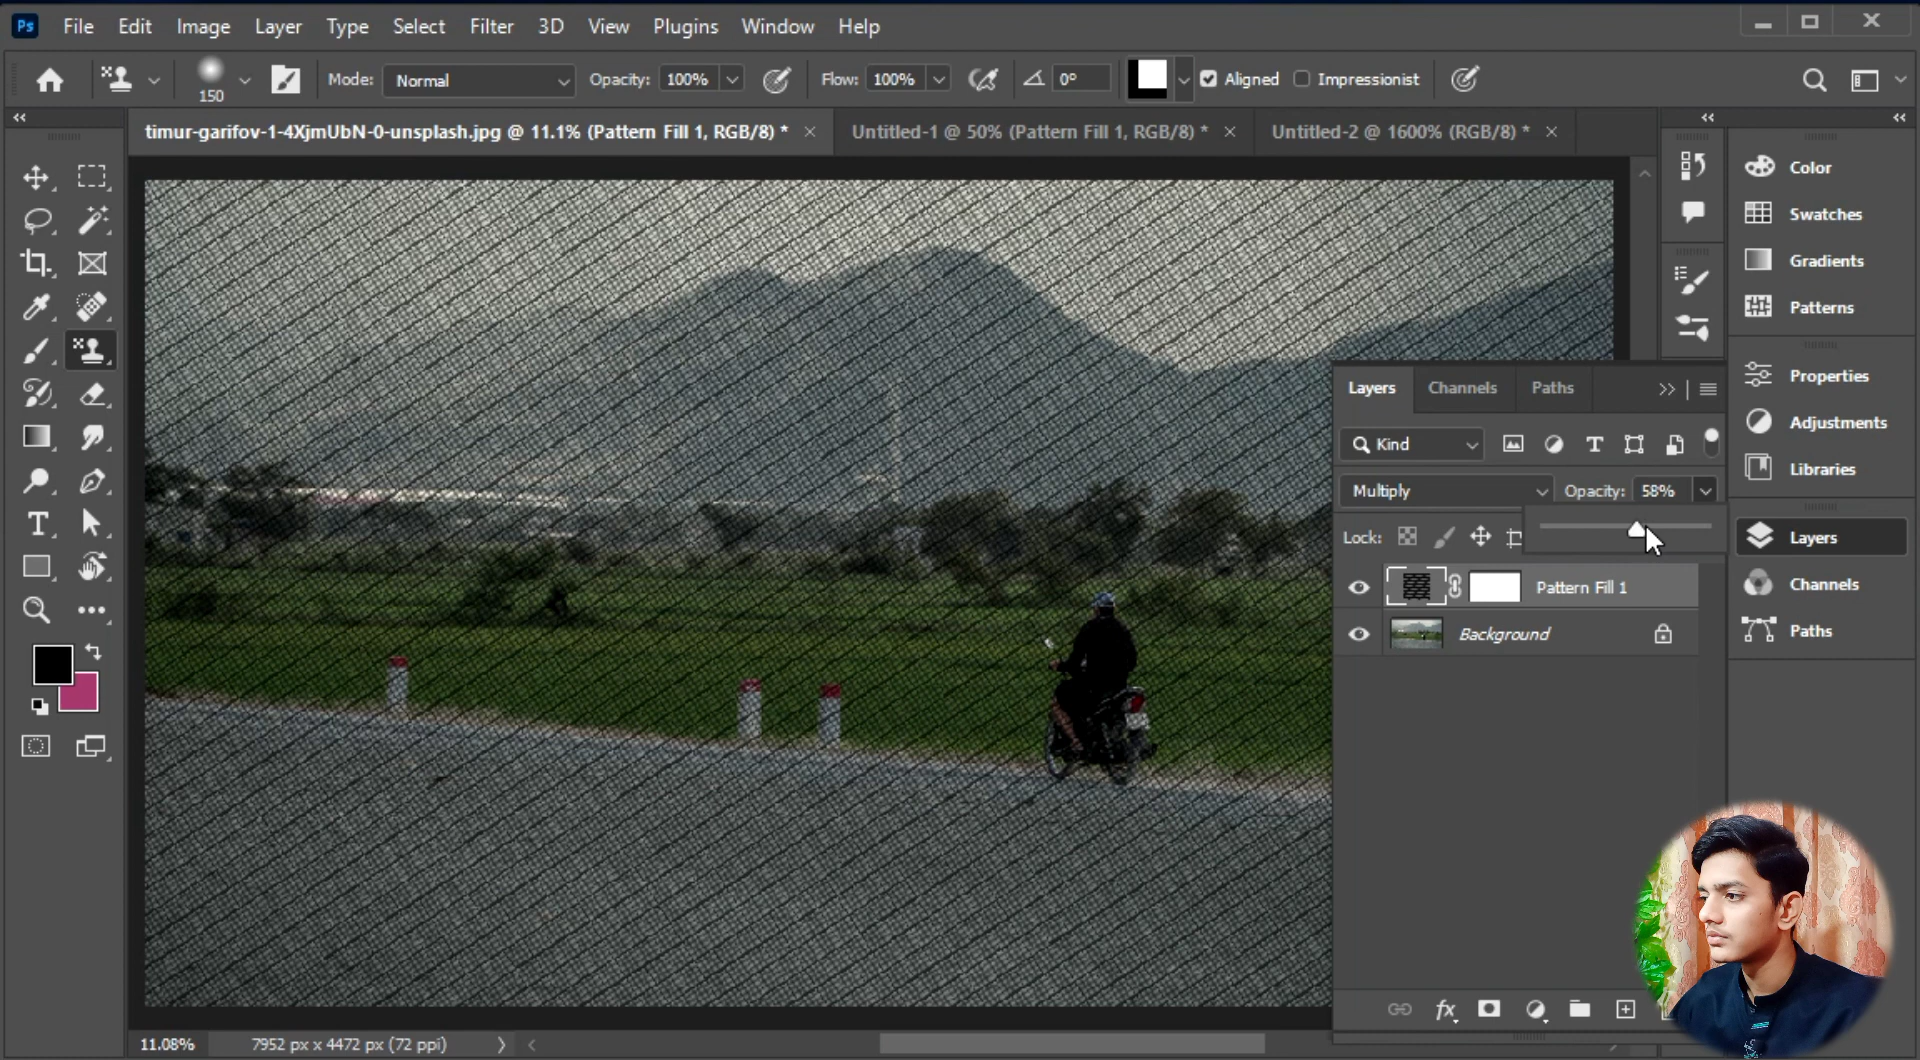 Ps File Edit Image Layer Type Select Filter 3D View Plugins Window Help
150 Mode: Normal Opacity: 100% Flow: 100% 0° Aligned Impressionist
timur-garifov-1-4XjmUbN-0-unsplash.jpg @ 11.1% (Pattern Fill 1, RGB/8) * Untitled-1 @ 50% (Pattern Fill 1, RGB/8) * Untitled-2 @ 1600% (RGB/8) *
Color
Swatches
Gradients
Patterns
Properties
Adjustments
Libraries
Layers
Channels
Paths
Layers Channels Paths
Kind
Multiply Opacity: 58%
Lock:
Pattern Fill 1
Background
fx
11.08% 7952 px x 4472 px (72 ppi)